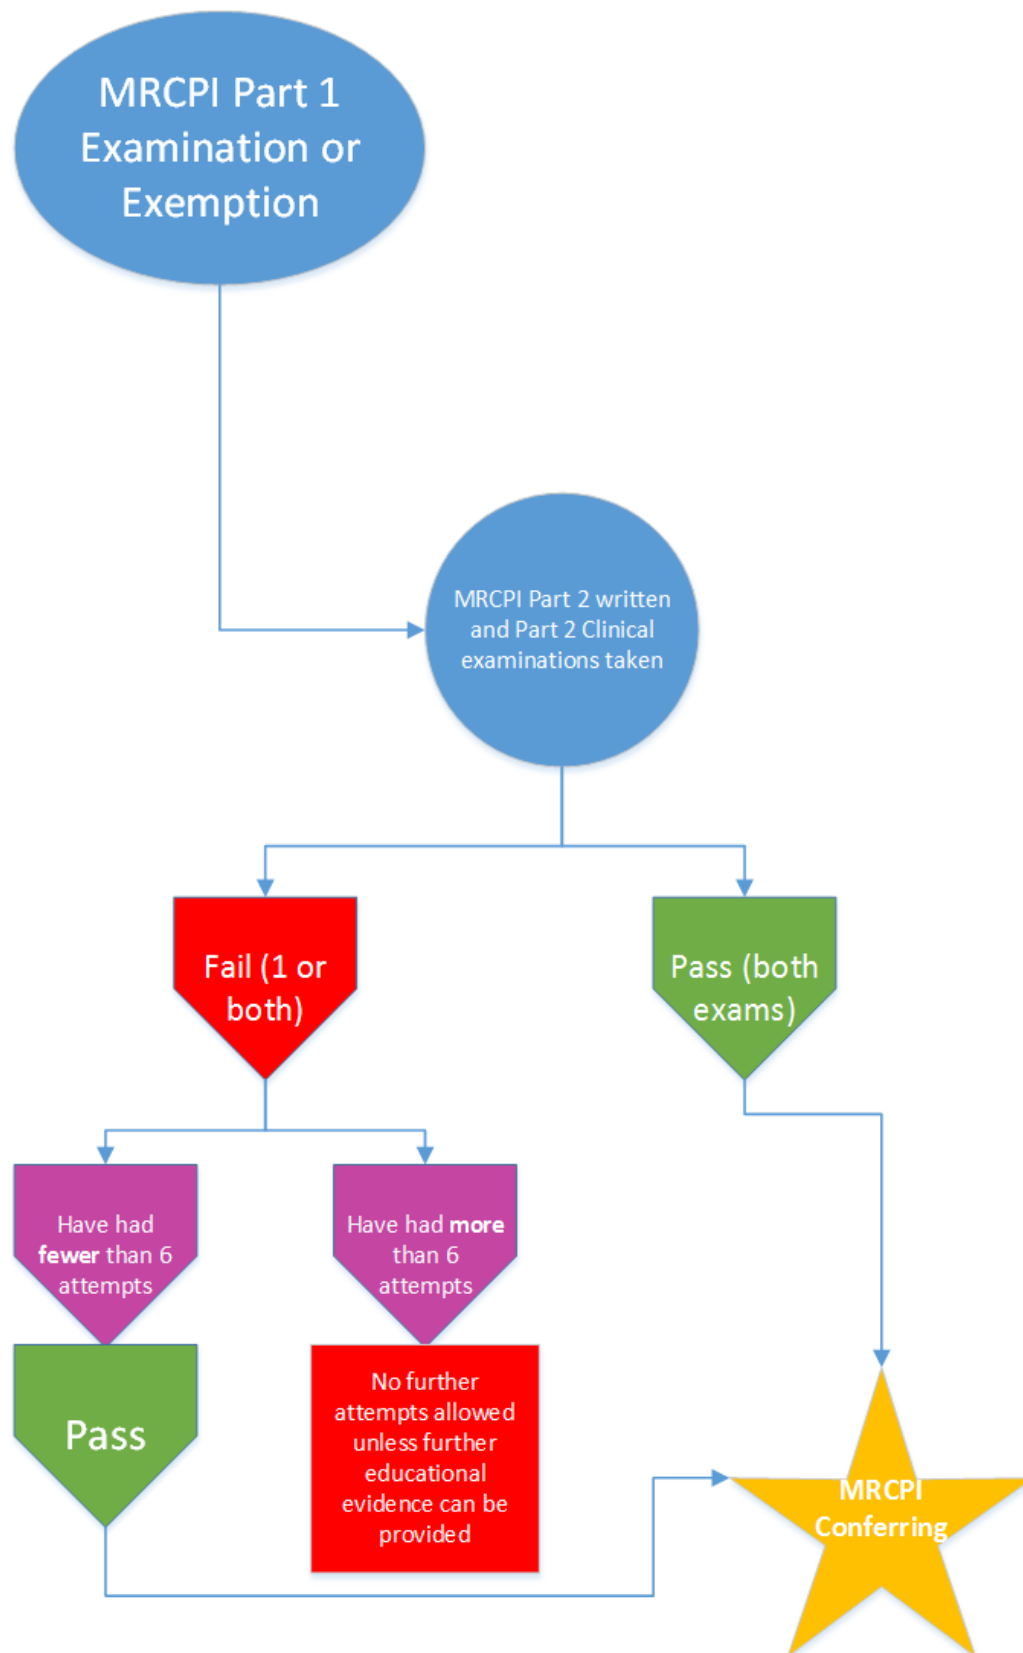 MRCPI Part 1
Examination or
Exemption
MRCPI Part 2 written
and Part 2 Clinical
examinations taken
Fail (1 or
both)
Pass (both
exams)
Have had
fewer than 6
attempts
Have had more
than 6
attempts
Pass
No further
attempts allowed
unless further
educational
evidence can be
provided
MRCPI
Conferring